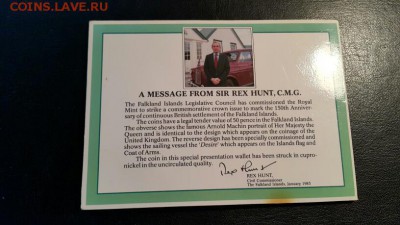 COINS.LAVE.RU
A MESSAGE FROM SIR REX HUNT, C.M.G.
The Falkland Islands Legislative Council has commissioned the Royal
Mint to strike a commemorative crown issue to mark the 150th Anniver-
sary of continuous British settlement of the Falkland Islands.
The coins have a legal tender value of 50 pence in the Falkland Islands.
The obverse shows the famous Arnold Machin portrait of Her Majesty the
Queen and is identical to the design which appears on the coinage of the
United Kingdom. The reverse design has been specially commissioned and
shows the sailing vessel the 'Desire' which appears on the Islands flag and
Coat of Arms.
The coin in this special presentation wallet has been struck in cupro-
nickel in the uncirculated quality.
Rex Hunt
REX HUNT,
Civil Commissioner
The Falkland Islands, January 1983